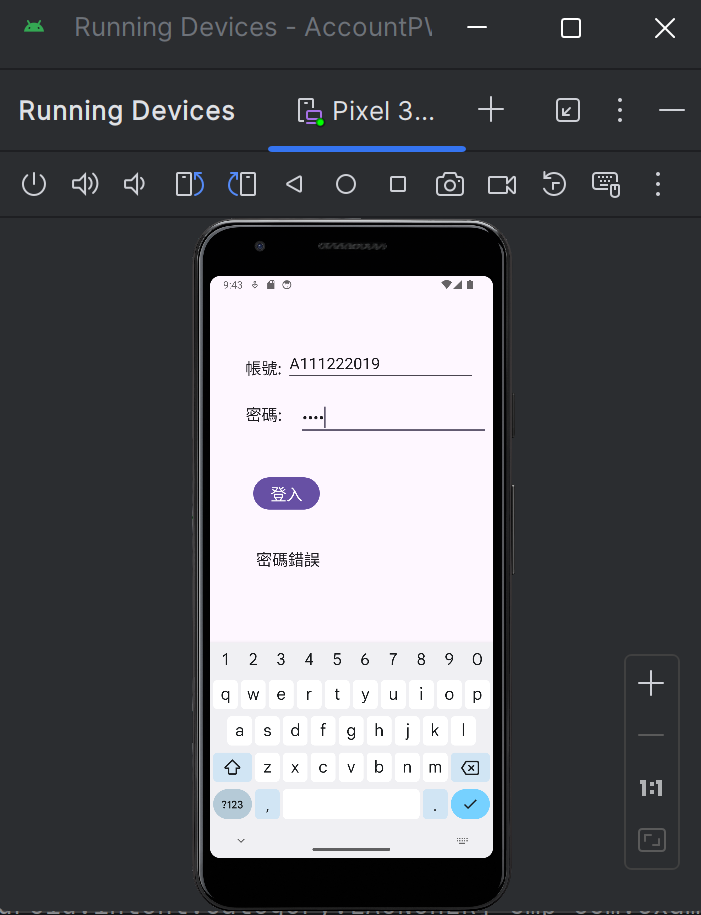 Running Devices - AccountPW
Running Devices
Pixel 3...
9:43
帳號: A111222019
密碼: ••••
登入
密碼錯誤
1 2 3 4 5 6 7 8 9 0
q w e r t y u i o p
a s d f g h j k l
z x c v b n m
?123 , .
1:1